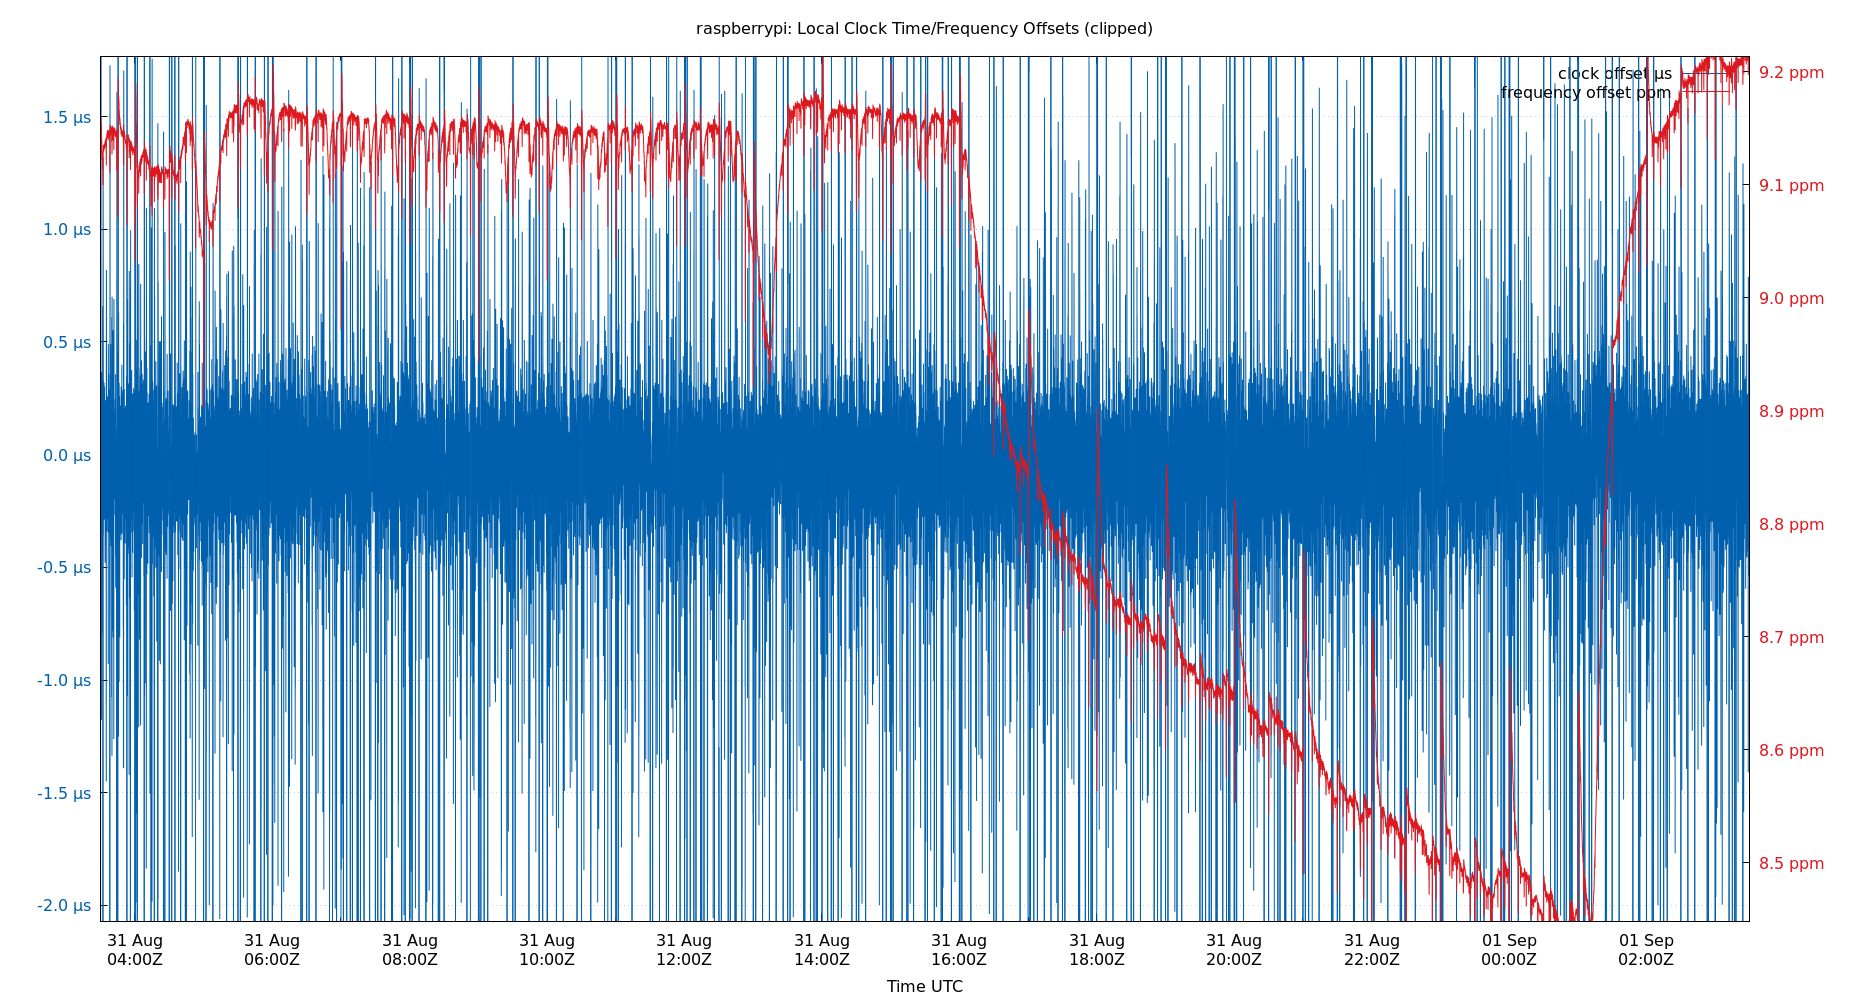 raspberrypi: Local Clock Time/Frequency Offsets (clipped)
clock offset µs
frequency offset ppm
1.5 µs
1.0 µs
0.5 µs
0.0 µs
-0.5 µs
-1.0 µs
-1.5 µs
-2.0 µs
9.2 ppm
9.1 ppm
9.0 ppm
8.9 ppm
8.8 ppm
8.7 ppm
8.6 ppm
8.5 ppm
31 Aug 31 Aug 31 Aug 31 Aug 31 Aug 31 Aug 31 Aug 31 Aug 31 Aug 31 Aug 01 Sep 01 Sep
04:00Z 06:00Z 08:00Z 10:00Z 12:00Z 14:00Z 16:00Z 18:00Z 20:00Z 22:00Z 00:00Z 02:00Z
Time UTC